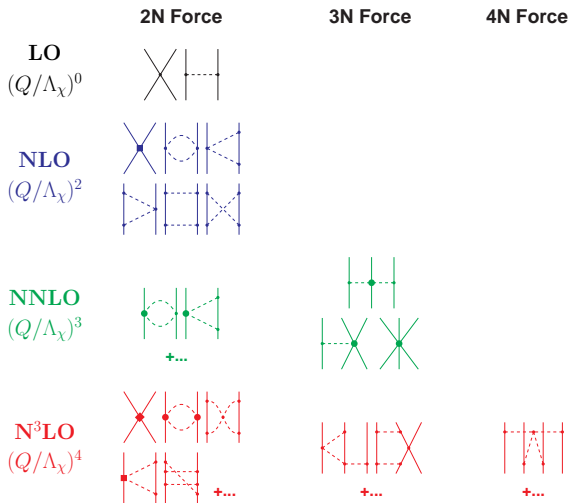 2N Force 3N Force 4N Force
LO
(Q/Λχ)⁰
NLO
(Q/Λχ)²
NNLO
(Q/Λχ)³
+...
N³LO
(Q/Λχ)⁴
+... +... +...